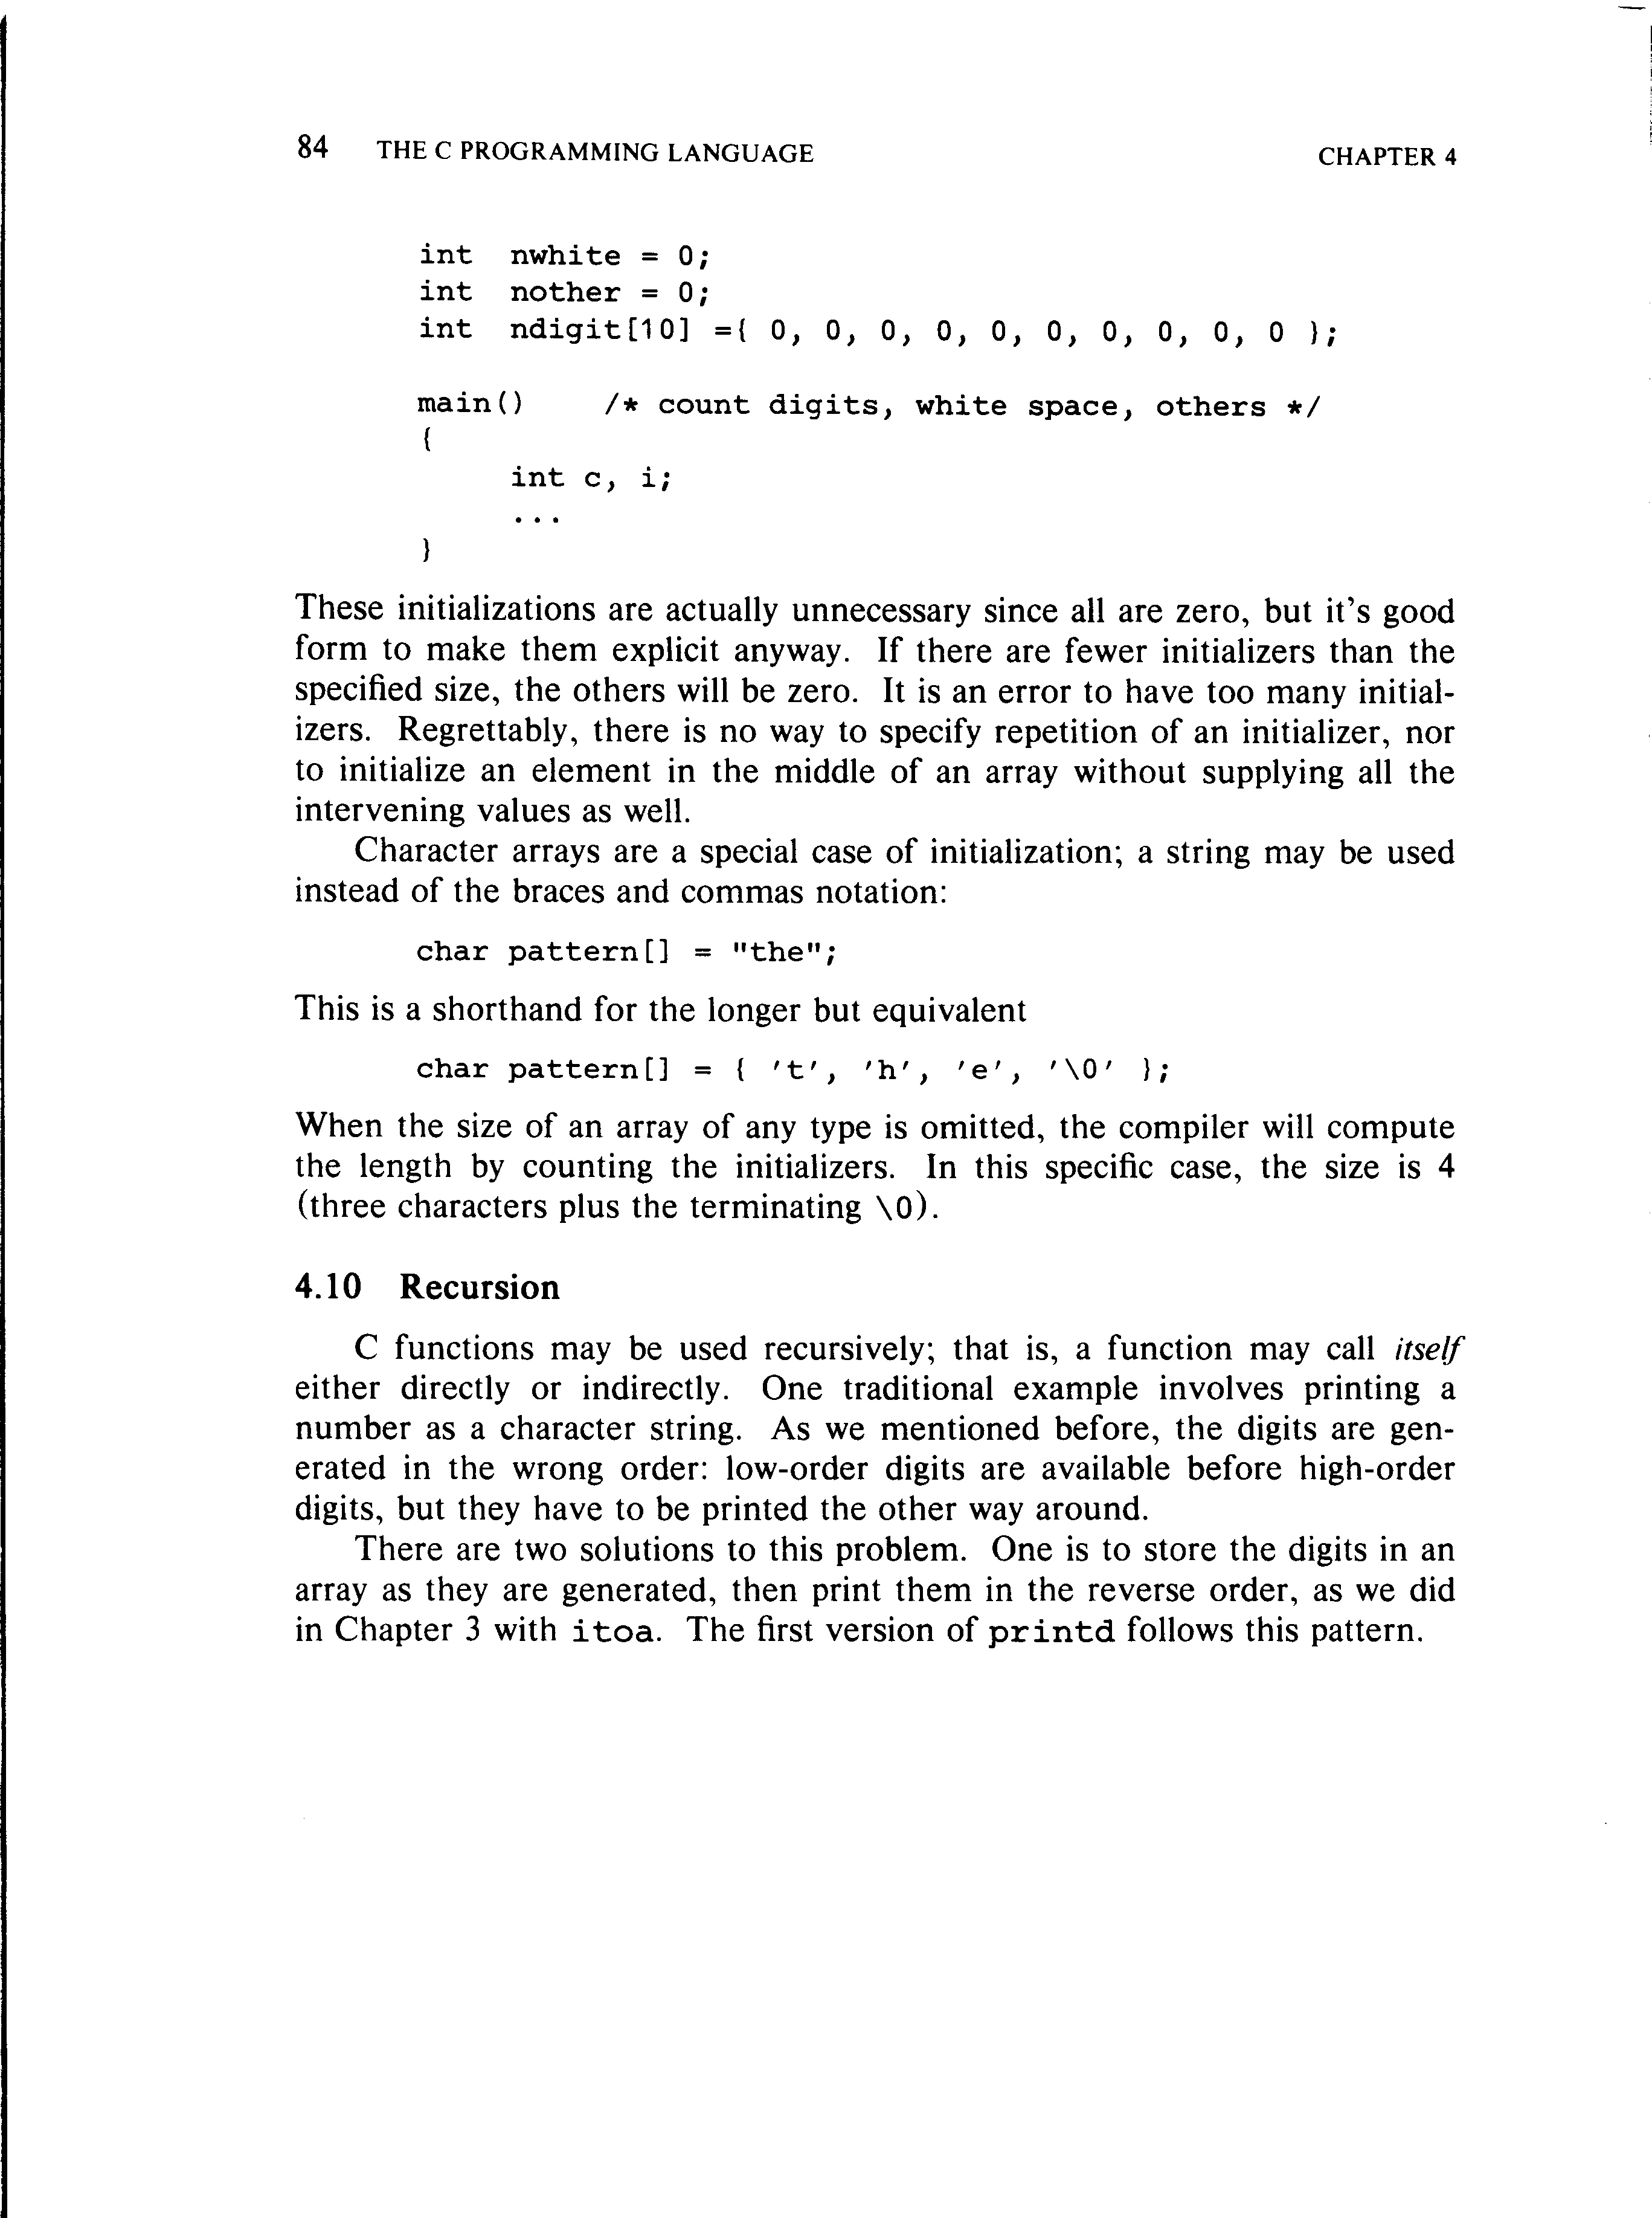 84 THE C PROGRAMMING LANGUAGE CHAPTER 4
int nwhite = 0;
int nother = 0;
int ndigit[10] ={ 0, 0, 0, 0, 0, 0, 0, 0, 0, 0 };
main() /* count digits, white space, others */
{
int c, i;
...
}
These initializations are actually unnecessary since all are zero, but it's good
form to make them explicit anyway. If there are fewer initializers than the
specified size, the others will be zero. It is an error to have too many initial-
izers. Regrettably, there is no way to specify repetition of an initializer, nor
to initialize an element in the middle of an array without supplying all the
intervening values as well.
Character arrays are a special case of initialization; a string may be used
instead of the braces and commas notation:
char pattern[] = "the";
This is a shorthand for the longer but equivalent
char pattern[] = { 't', 'h', 'e', '\0' };
When the size of an array of any type is omitted, the compiler will compute
the length by counting the initializers. In this specific case, the size is 4
(three characters plus the terminating \0).
4.10 Recursion
C functions may be used recursively; that is, a function may call itself
either directly or indirectly. One traditional example involves printing a
number as a character string. As we mentioned before, the digits are gen-
erated in the wrong order: low-order digits are available before high-order
digits, but they have to be printed the other way around.
There are two solutions to this problem. One is to store the digits in an
array as they are generated, then print them in the reverse order, as we did
in Chapter 3 with itoa. The first version of printd follows this pattern.